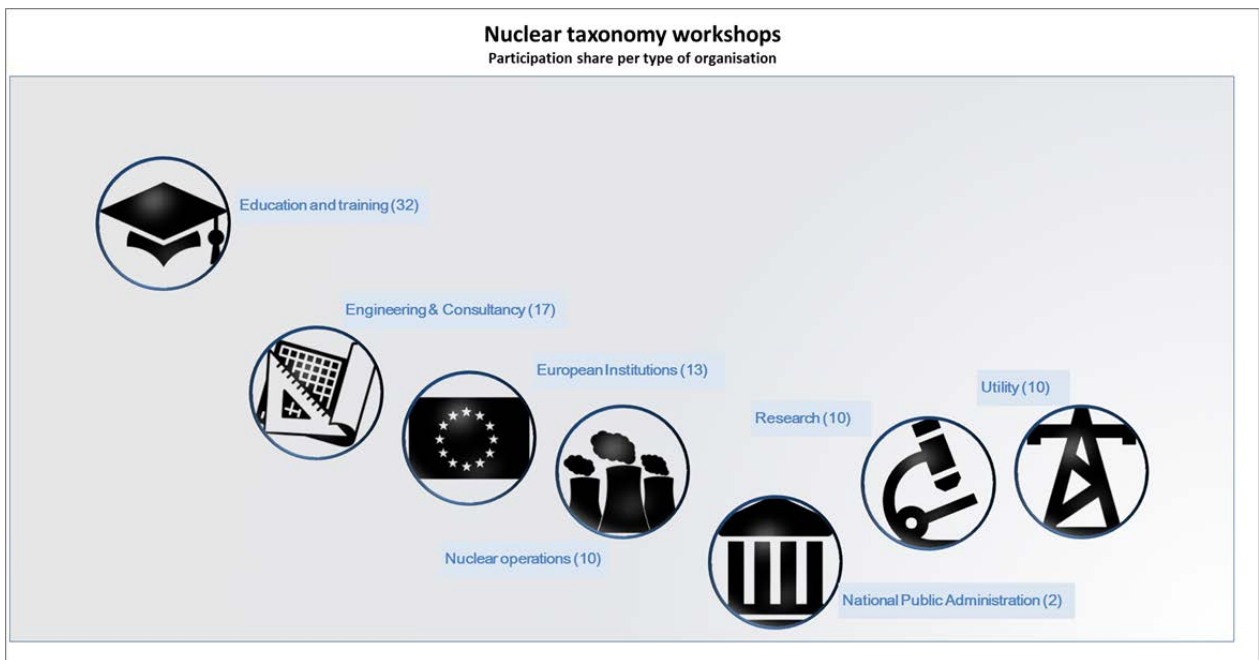 Nuclear taxonomy workshops
Participation share per type of organisation
Education and training (32)
Engineering & Consultancy (17)
European Institutions (13)
Utility (10)
Research (10)
Nuclear operations (10)
National Public Administration (2)